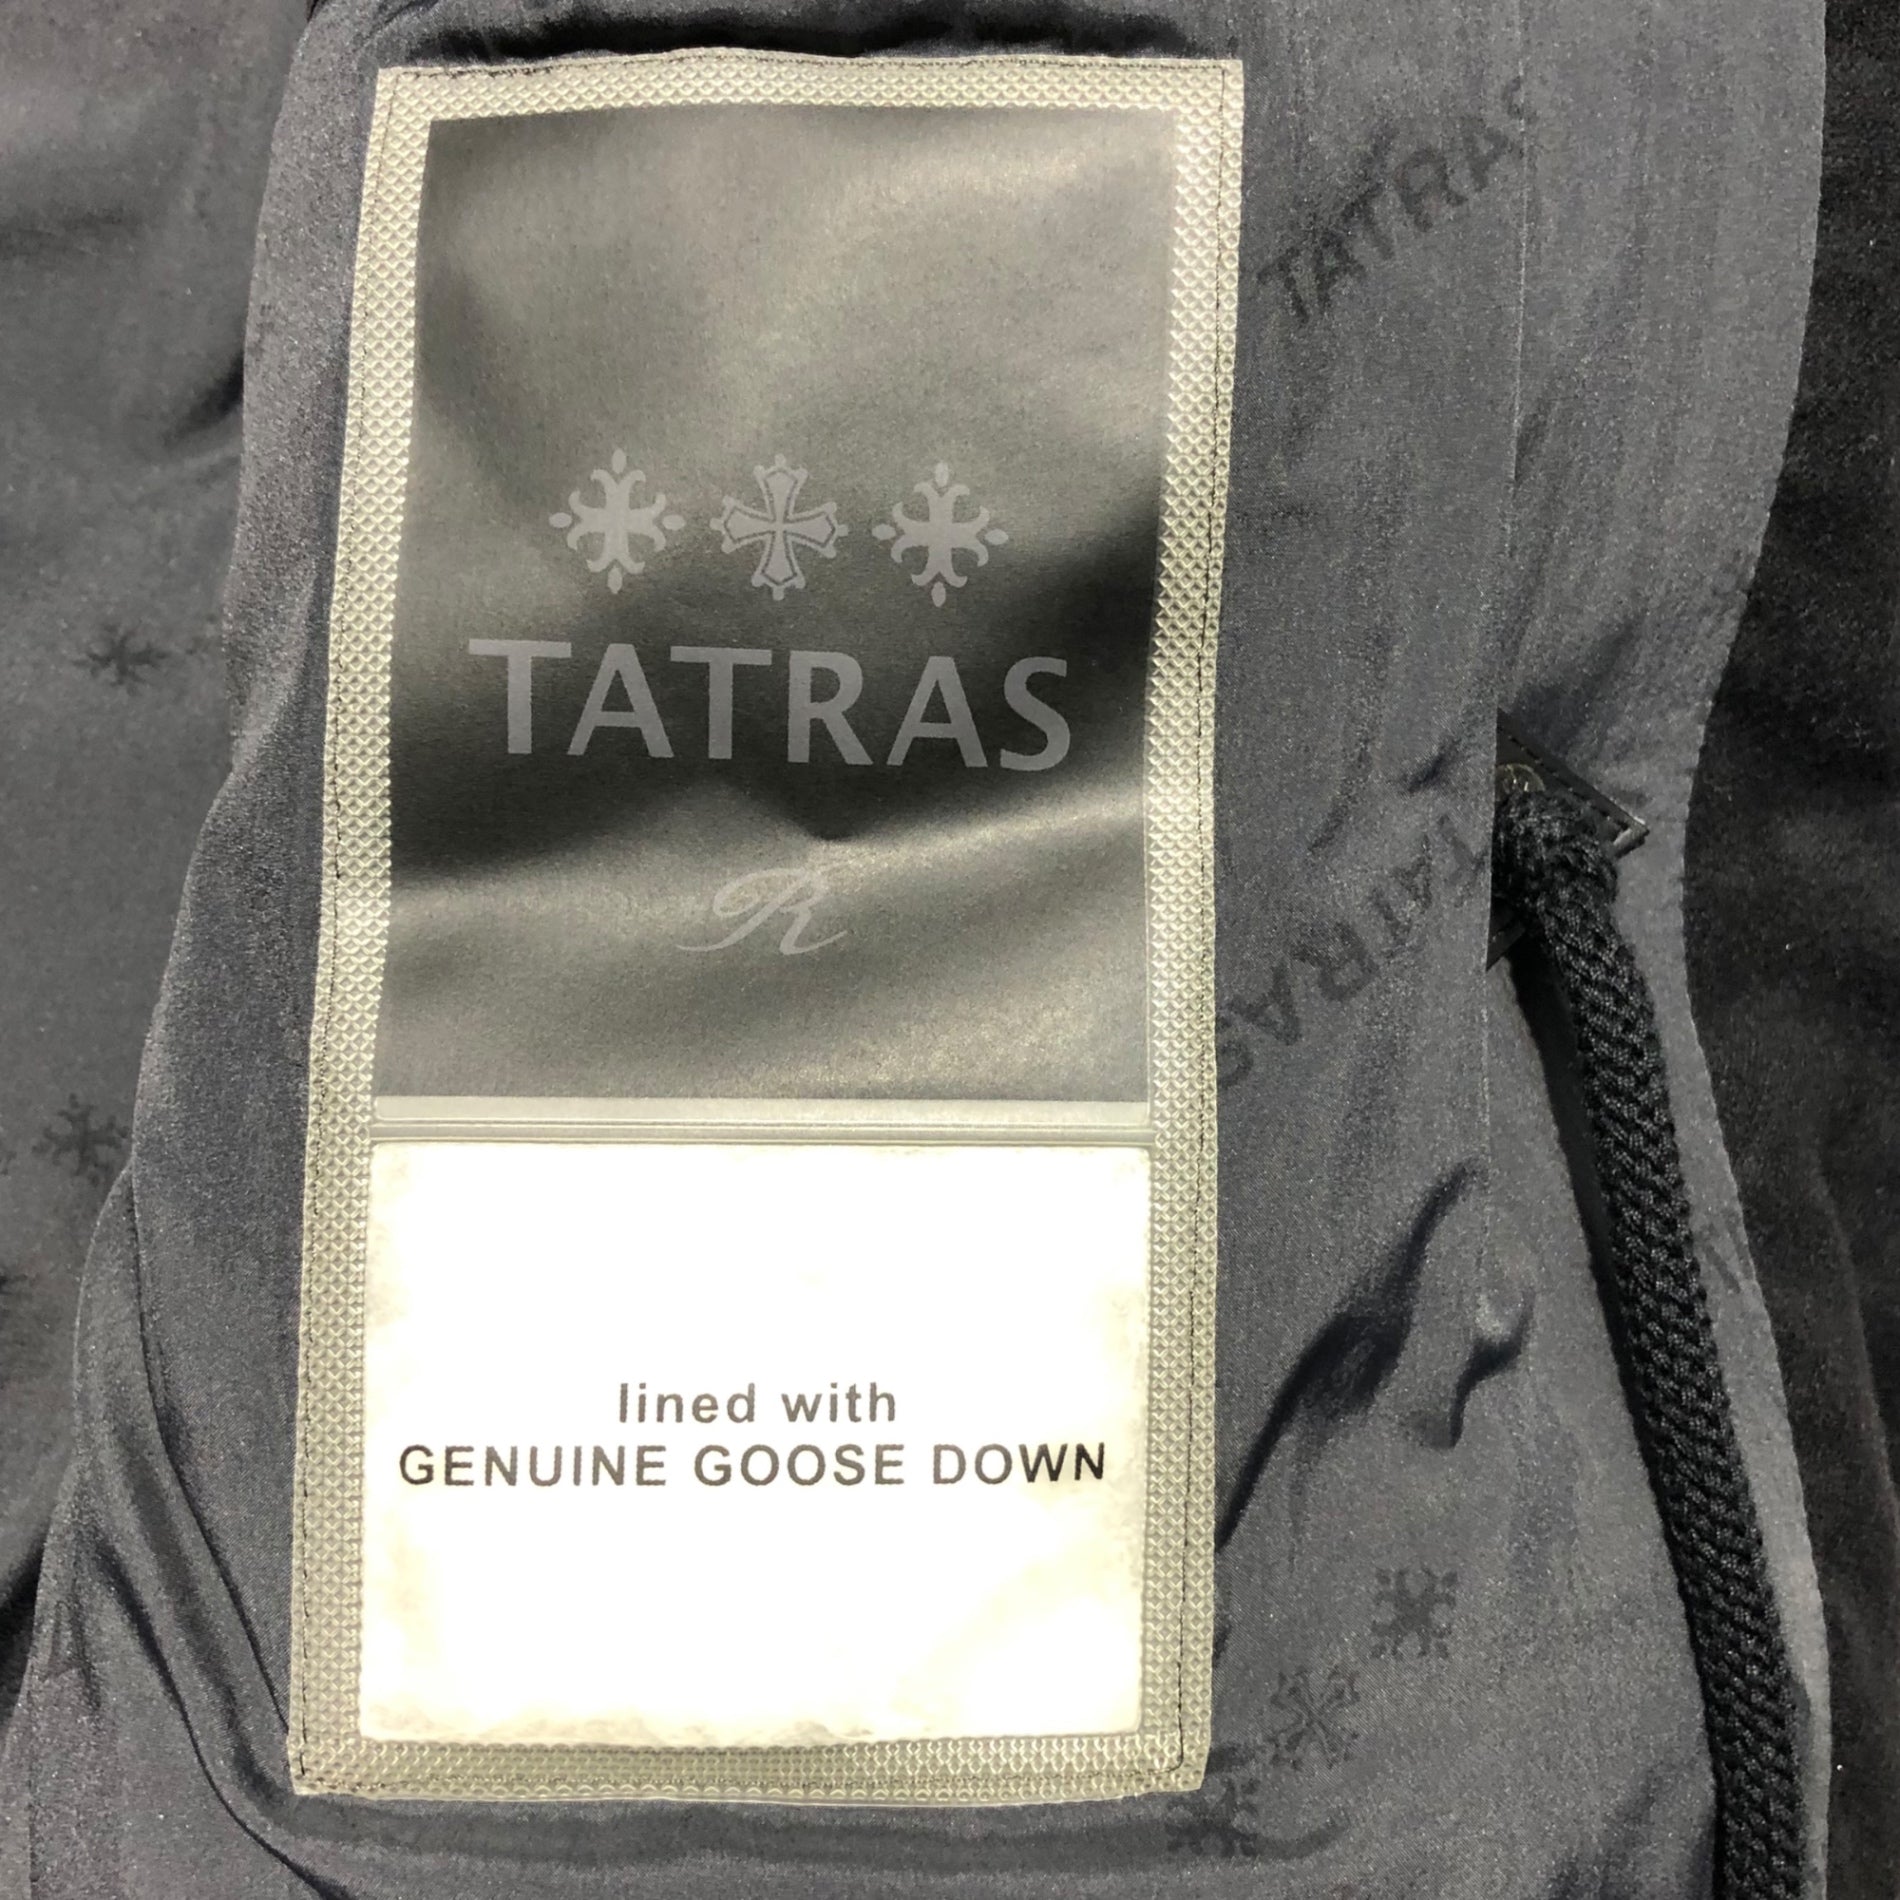 TATRAS
TATRAS
R
TATRAS
lined with
GENUINE GOOSE DOWN